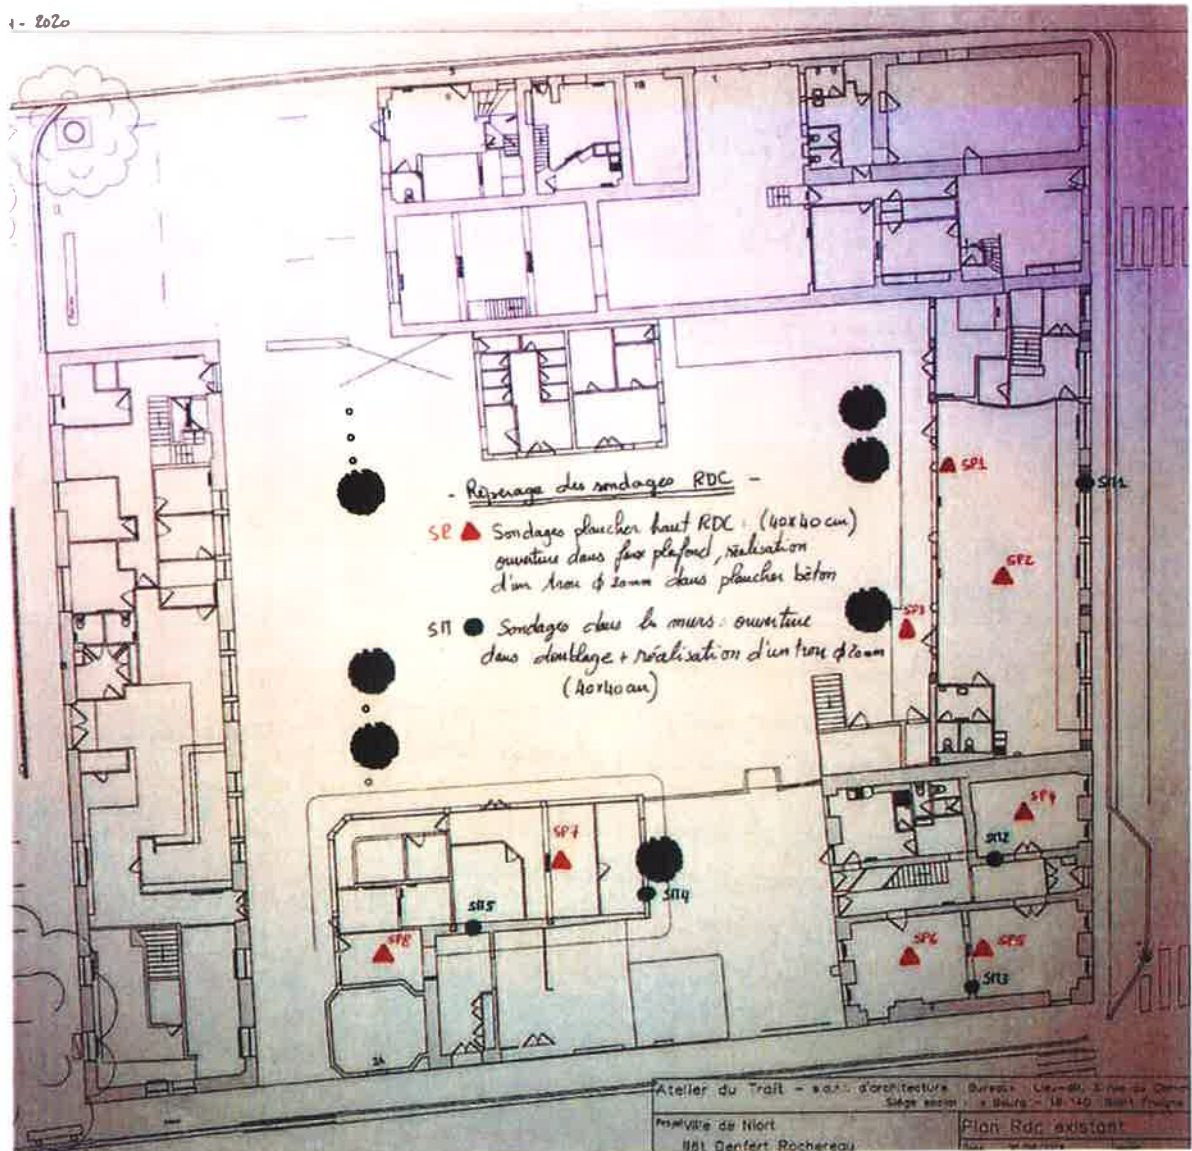 - 2020
- Repérage des sondages RDC -
SP Sondages plancher haut RDC : (40x40 cm)
ouverture dans faux plafond, réalisation
d'un trou φ 20mm dans plancher béton
SM Sondages dans les murs : ouverture
dans doublage + réalisation d'un trou φ 20mm
(40x40 cm)
SP1
SM1
SP2
SP3
SP4
SM2
SP7
SM4
SM5
SP8
SP6
SP5
SM3
2A
Atelier du Trait - s.a.r.l. d'architecture
Siège social
Ville de Niort
Plan Rdc existant
Denfert Rochereau